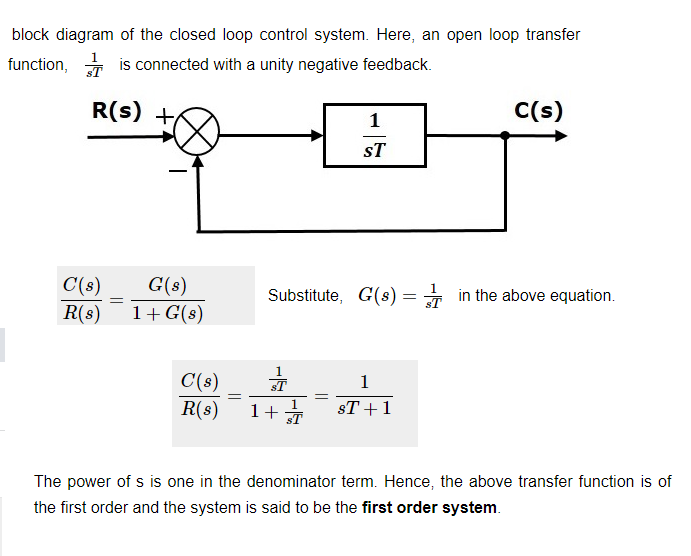 block diagram of the closed loop control system. Here, an open loop transfer
function, 1/sT is connected with a unity negative feedback.
R(s) + 1/sT C(s)
−
C(s)/R(s) = G(s)/(1 + G(s)) Substitute, G(s) = 1/sT in the above equation.
C(s)/R(s) = (1/sT)/(1 + 1/sT) = 1/(sT + 1)
The power of s is one in the denominator term. Hence, the above transfer function is of
the first order and the system is said to be the first order system.